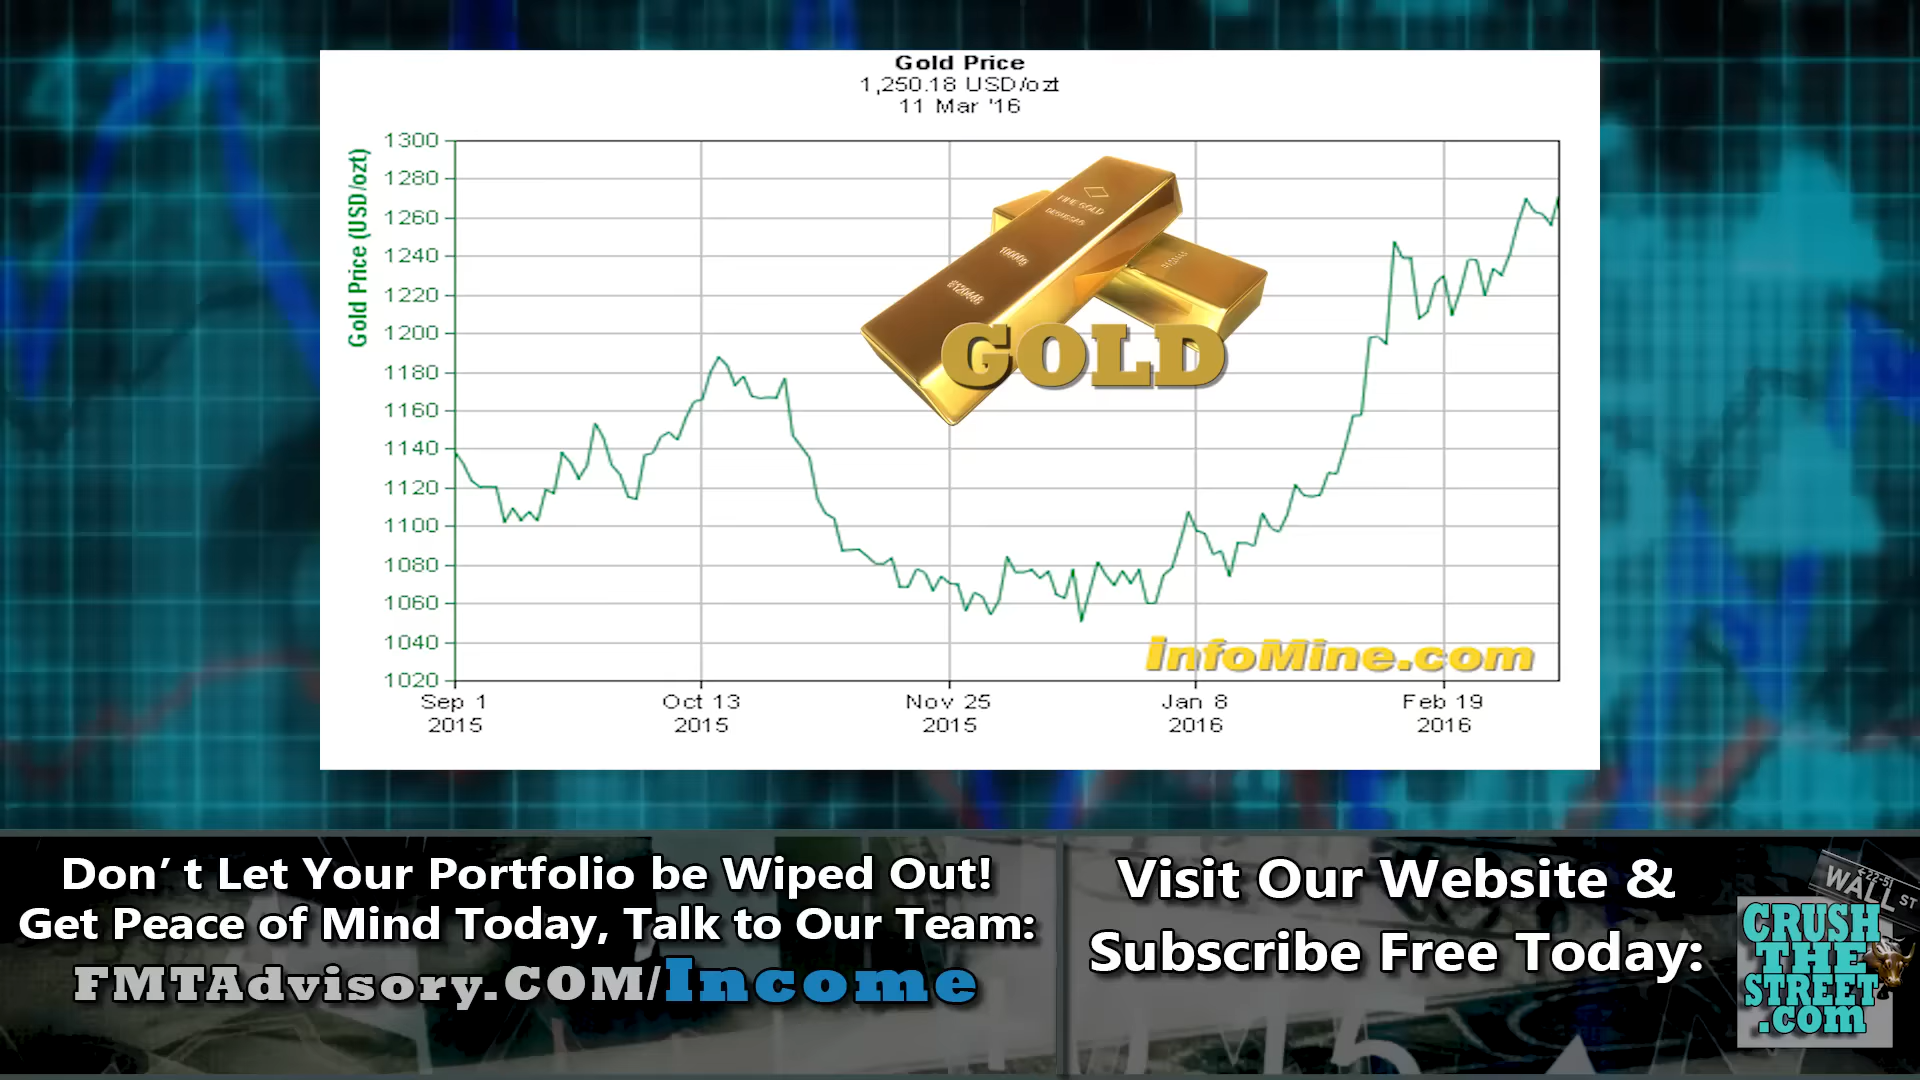 Gold Price
1,250.18 USD/ozt
11 Mar '16
Gold Price (USD/ozt)
1300
1280
1260
1240
1220
1200
1180
1160
1140
1120
1100
1080
1060
1040
1020
FINE GOLD
1000g
GOLD
InfoMine.com
Sep 1
2015
Oct 13
2015
Nov 25
2015
Jan 8
2016
Feb 19
2016
Don't Let Your Portfolio be Wiped Out!
Get Peace of Mind Today, Talk to Our Team:
FMTAdvisory.COM/Income
Visit Our Website &
Subscribe Free Today:
WALL ST
CRUSH
THE
STREET
.com